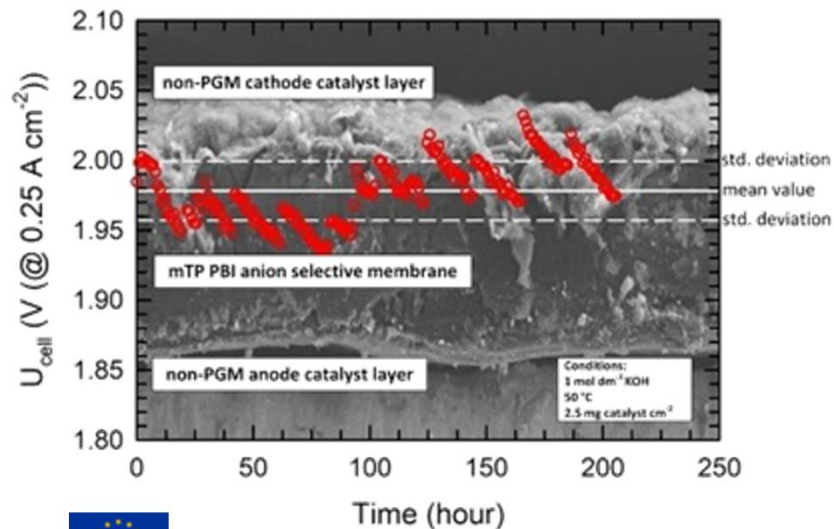 2.10
2.05
2.00
1.95
1.90
1.85
1.80
U_cell (V (@ 0.25 A cm⁻²))
non-PGM cathode catalyst layer
std. deviation
mean value
std. deviation
mTP PBI anion selective membrane
non-PGM anode catalyst layer
Conditions:
1 mol dm⁻³ KOH
50 °C
2.5 mg catalyst cm⁻²
0 50 100 150 200 250
Time (hour)